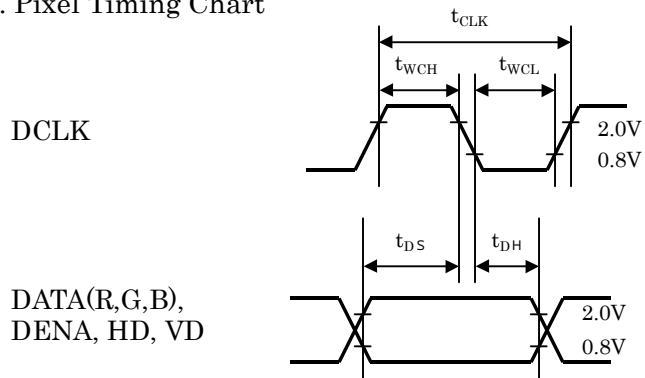 . Pixel Timing Chart
tCLK
tWCH
tWCL
DCLK
2.0V
0.8V
tDS
tDH
DATA(R,G,B),
DENA, HD, VD
2.0V
0.8V